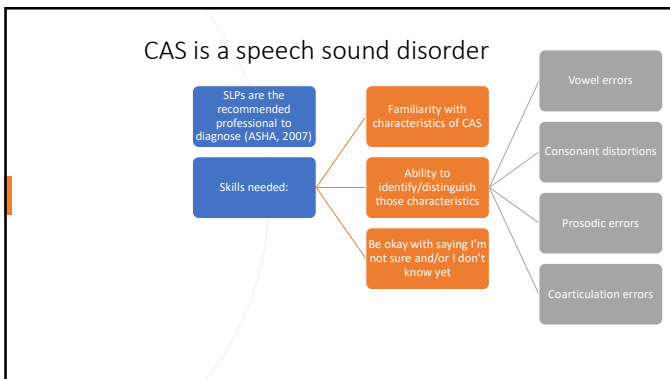 CAS is a speech sound disorder
SLPs are the
recommended
professional to
diagnose (ASHA, 2007)
Skills needed:
Familiarity with
characteristics of CAS
Ability to
identify/distinguish
those characteristics
Be okay with saying I'm
not sure and/or I don't
know yet
Vowel errors
Consonant distortions
Prosodic errors
Coarticulation errors